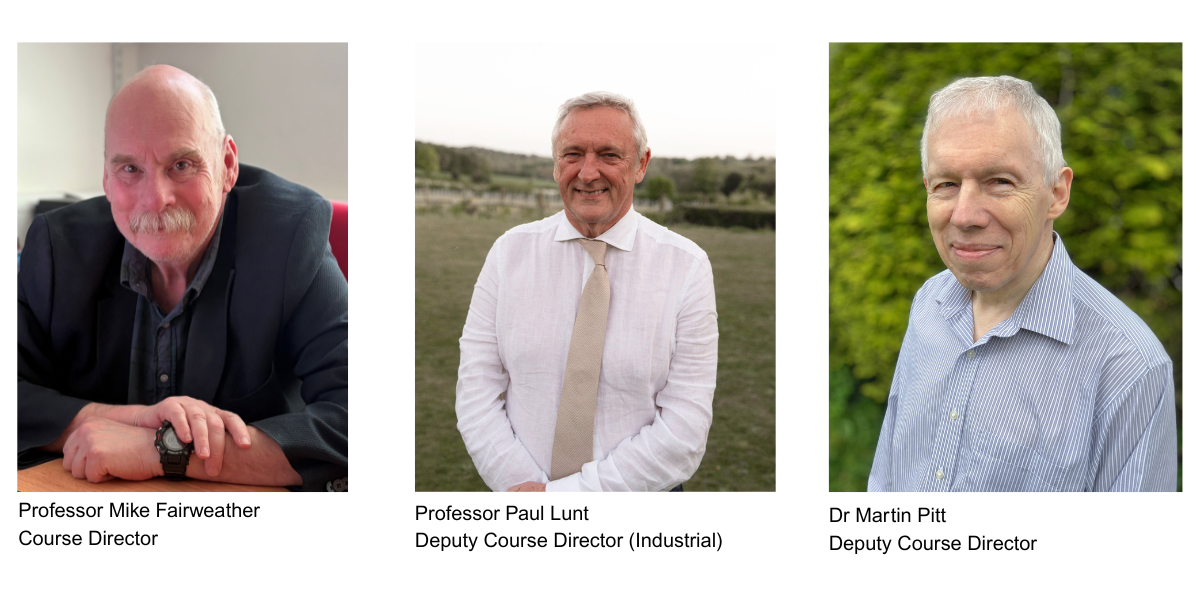 Professor Mike Fairweather
Course Director
Professor Paul Lunt
Deputy Course Director (Industrial)
Dr Martin Pitt
Deputy Course Director